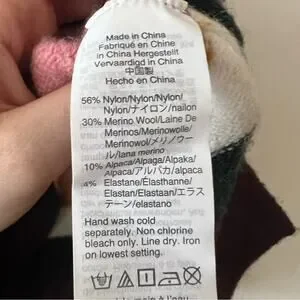 Made in China
Fabriqué en Chine
in China Hergestellt
Vervaardigd in China
中国製
Hecho en China
56% Nylon/Nylon/Nylon/
Nylon/ナイロン/nailon
30% Merino Wool/Laine De
Merinos/Merinowolle/
Merinowol/メリノウー
ル/lana merino
10% Alpaca/Alpaga/Alpaka/
Alpaca/アルパカ/alpaca
4% Elastane/Élasthanne/
Elastan/Elastaan/エラス
テーン/elastano
Hand wash cold
separately. Non chlorine
bleach only. Line dry. Iron
on lowest setting.